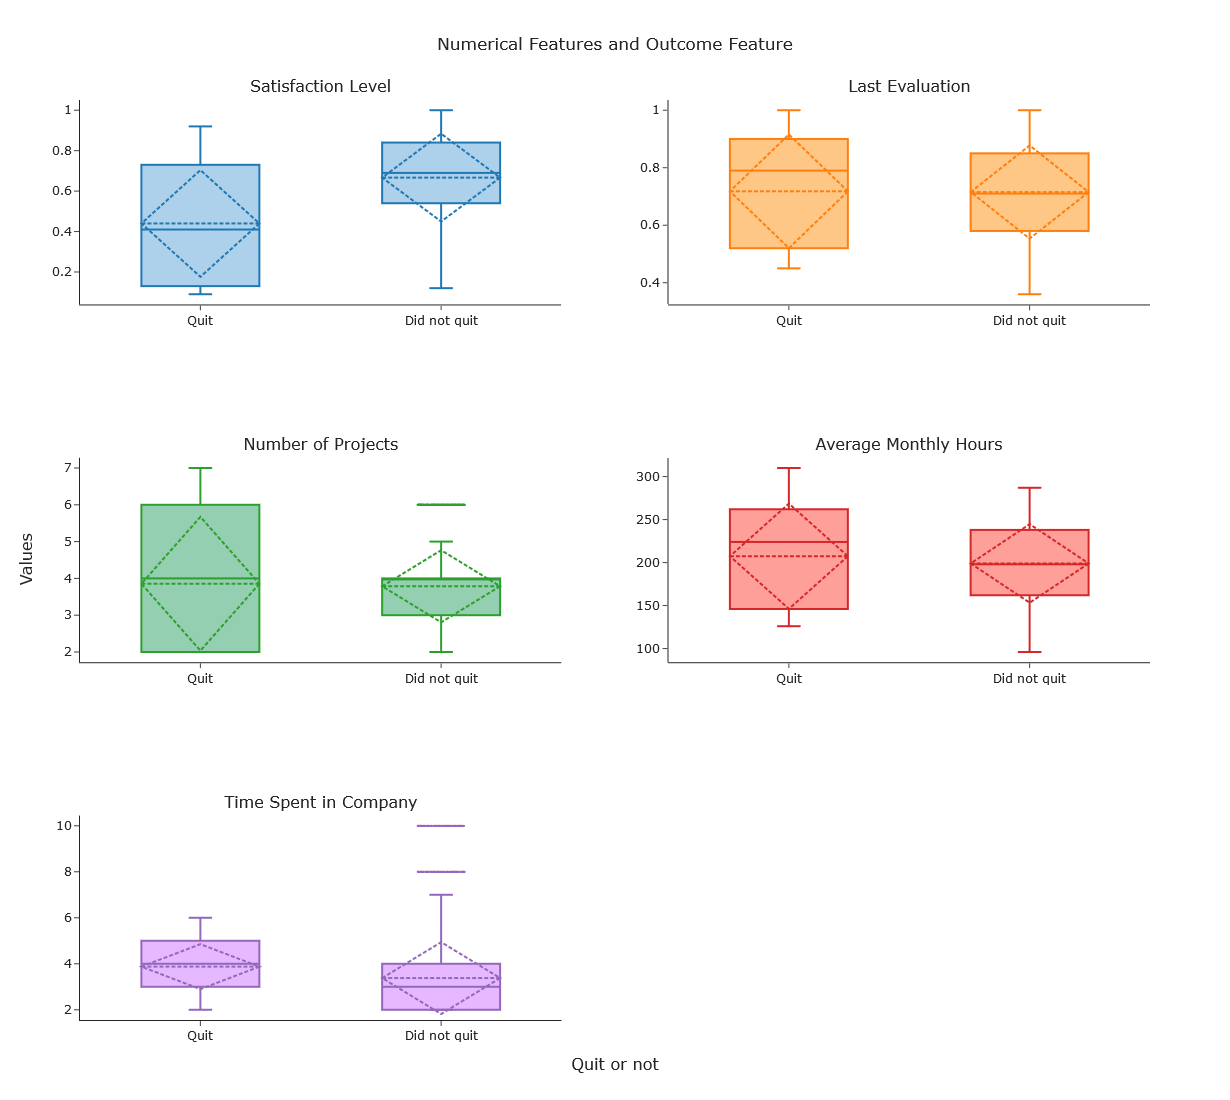 Numerical Features and Outcome Feature
Satisfaction Level
1
0.8
0.6
0.4
0.2
Quit
Did not quit
Last Evaluation
1
0.8
0.6
0.4
Quit
Did not quit
Values
Number of Projects
7
6
5
4
3
2
Quit
Did not quit
Average Monthly Hours
300
250
200
150
100
Quit
Did not quit
Time Spent in Company
10
8
6
4
2
Quit
Did not quit
Quit or not